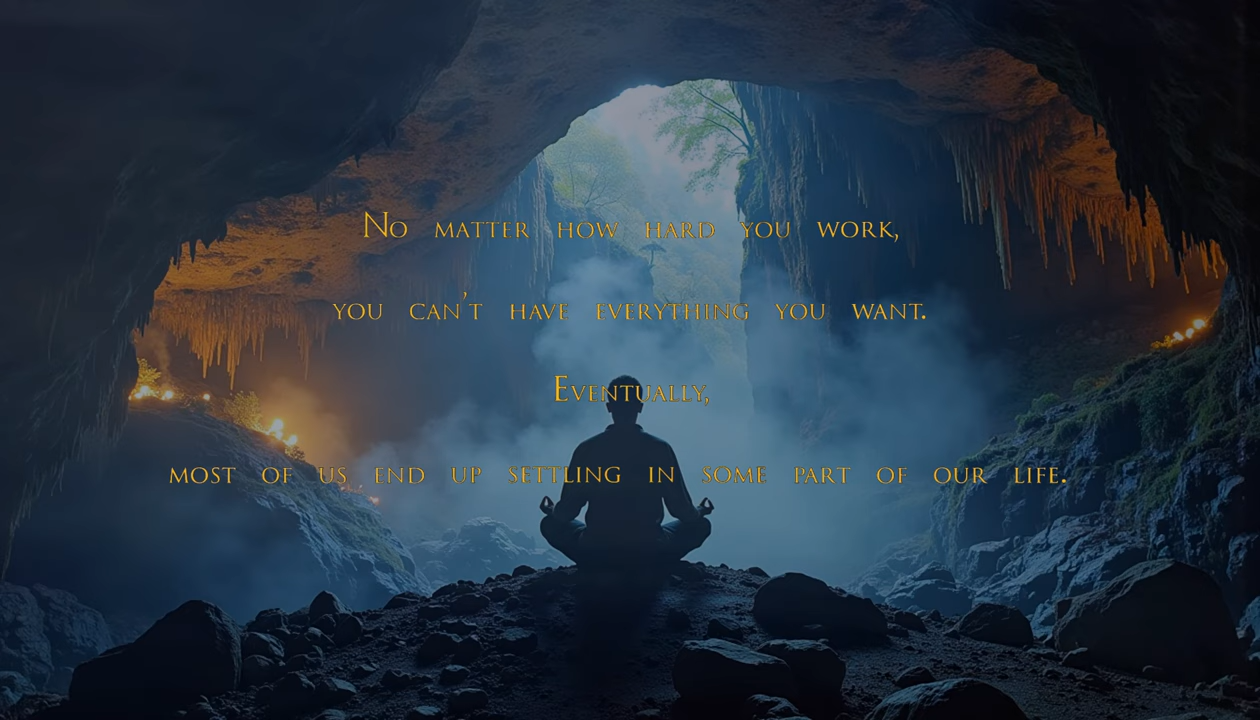 No matter how hard you work,
you can't have everything you want.
Eventually,
most of us end up settling in some part of our life.